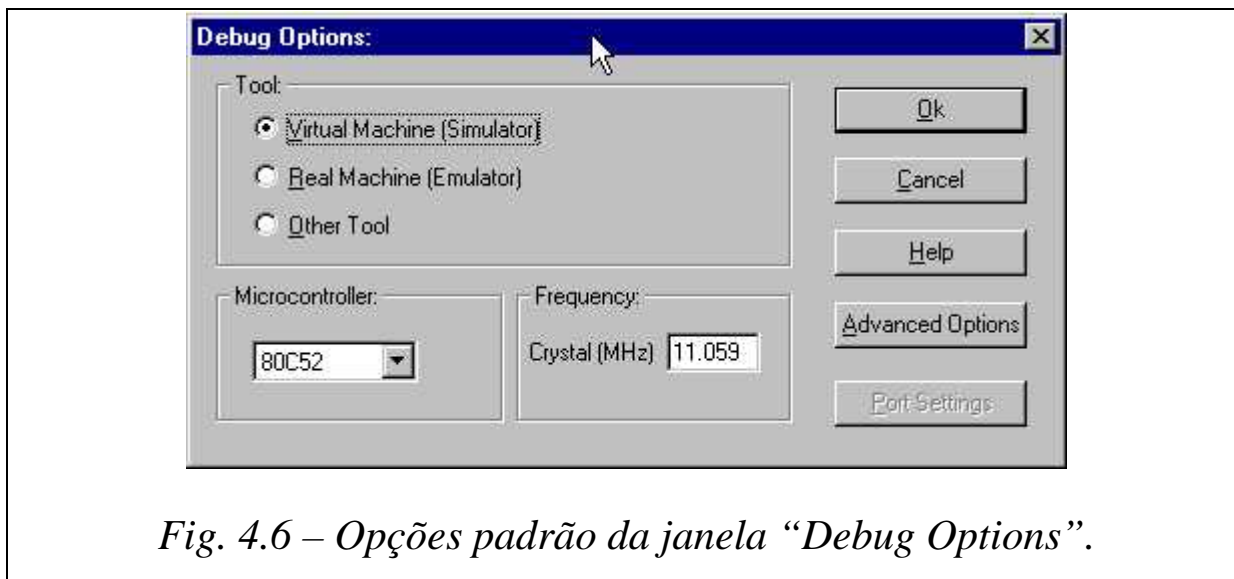 Debug Options:
Tool:
Virtual Machine (Simulator)
Real Machine (Emulator)
Other Tool
Microcontroller:
80C52
Frequency:
Crystal (MHz) 11.059
Ok
Cancel
Help
Advanced Options
Port Settings
Fig. 4.6 – Opções padrão da janela “Debug Options”.